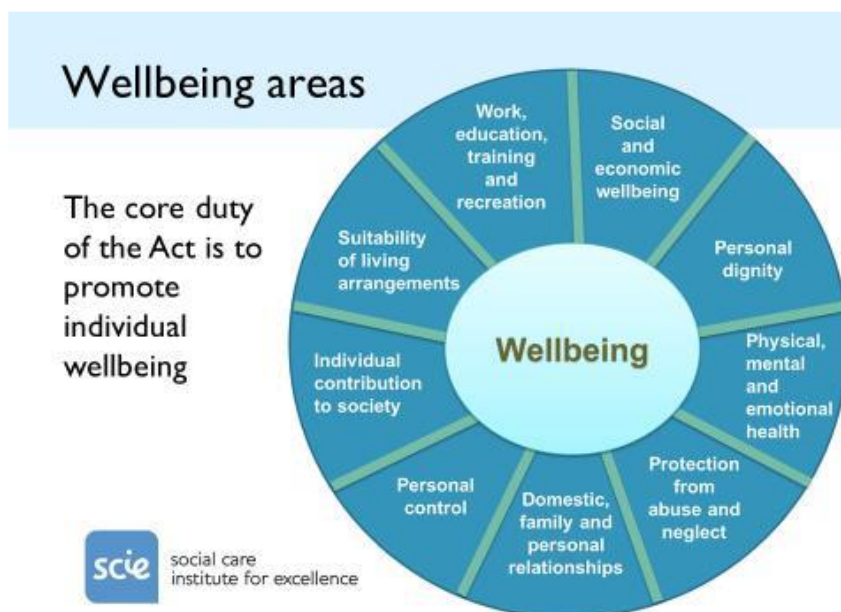 Wellbeing areas
The core duty
of the Act is to
promote
individual
wellbeing
Work,
education,
training
and
recreation
Social
and
economic
wellbeing
Personal
dignity
Physical,
mental
and
emotional
health
Protection
from
abuse and
neglect
Domestic,
family and
personal
relationships
Personal
control
Individual
contribution
to society
Suitability
of living
arrangements
Wellbeing
scie
social care
institute for excellence